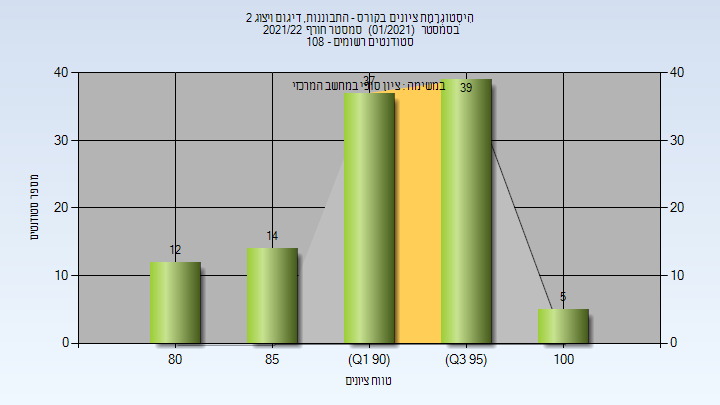 היסטוגרמת ציונים בקורס - התבוננות, דיגום ויצוג 2
בסמסטר (01/2021) סמסטר חורף 2021/22
סטודנטים רשומים - 108
במשימה : ציון סופי במחשב המרכזי
40
30
20
10
0
40
30
20
10
0
מספר סטודנטים
12
14
37
39
5
80
85
(Q1 90)
(Q3 95)
100
טווח ציונים